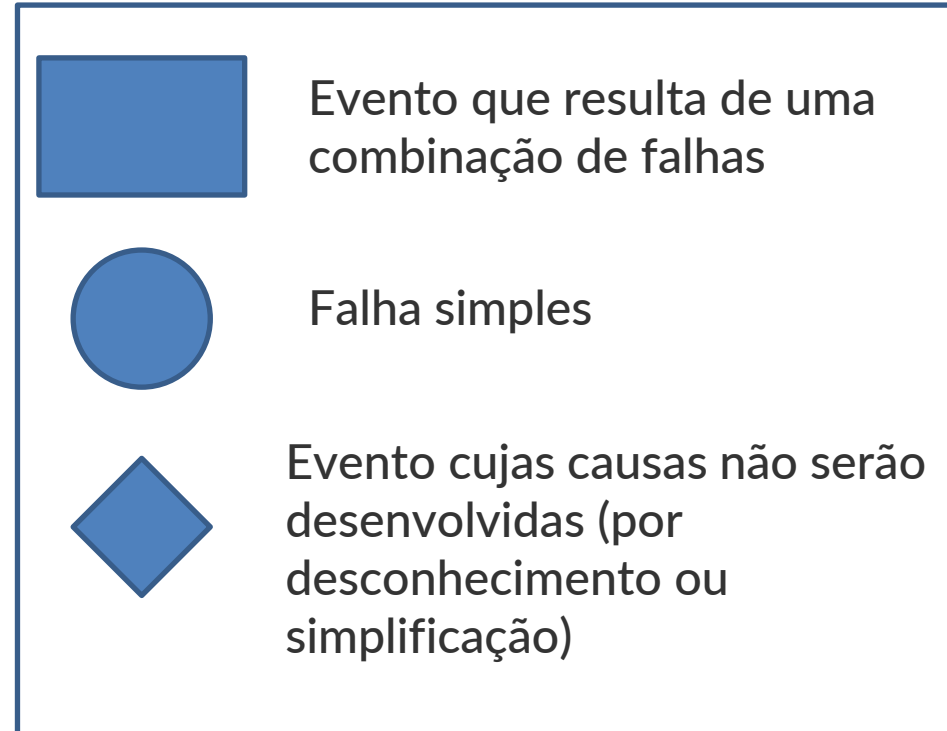 Evento que resulta de uma
combinação de falhas
Falha simples
Evento cujas causas não serão
desenvolvidas (por
desconhecimento ou
simplificação)